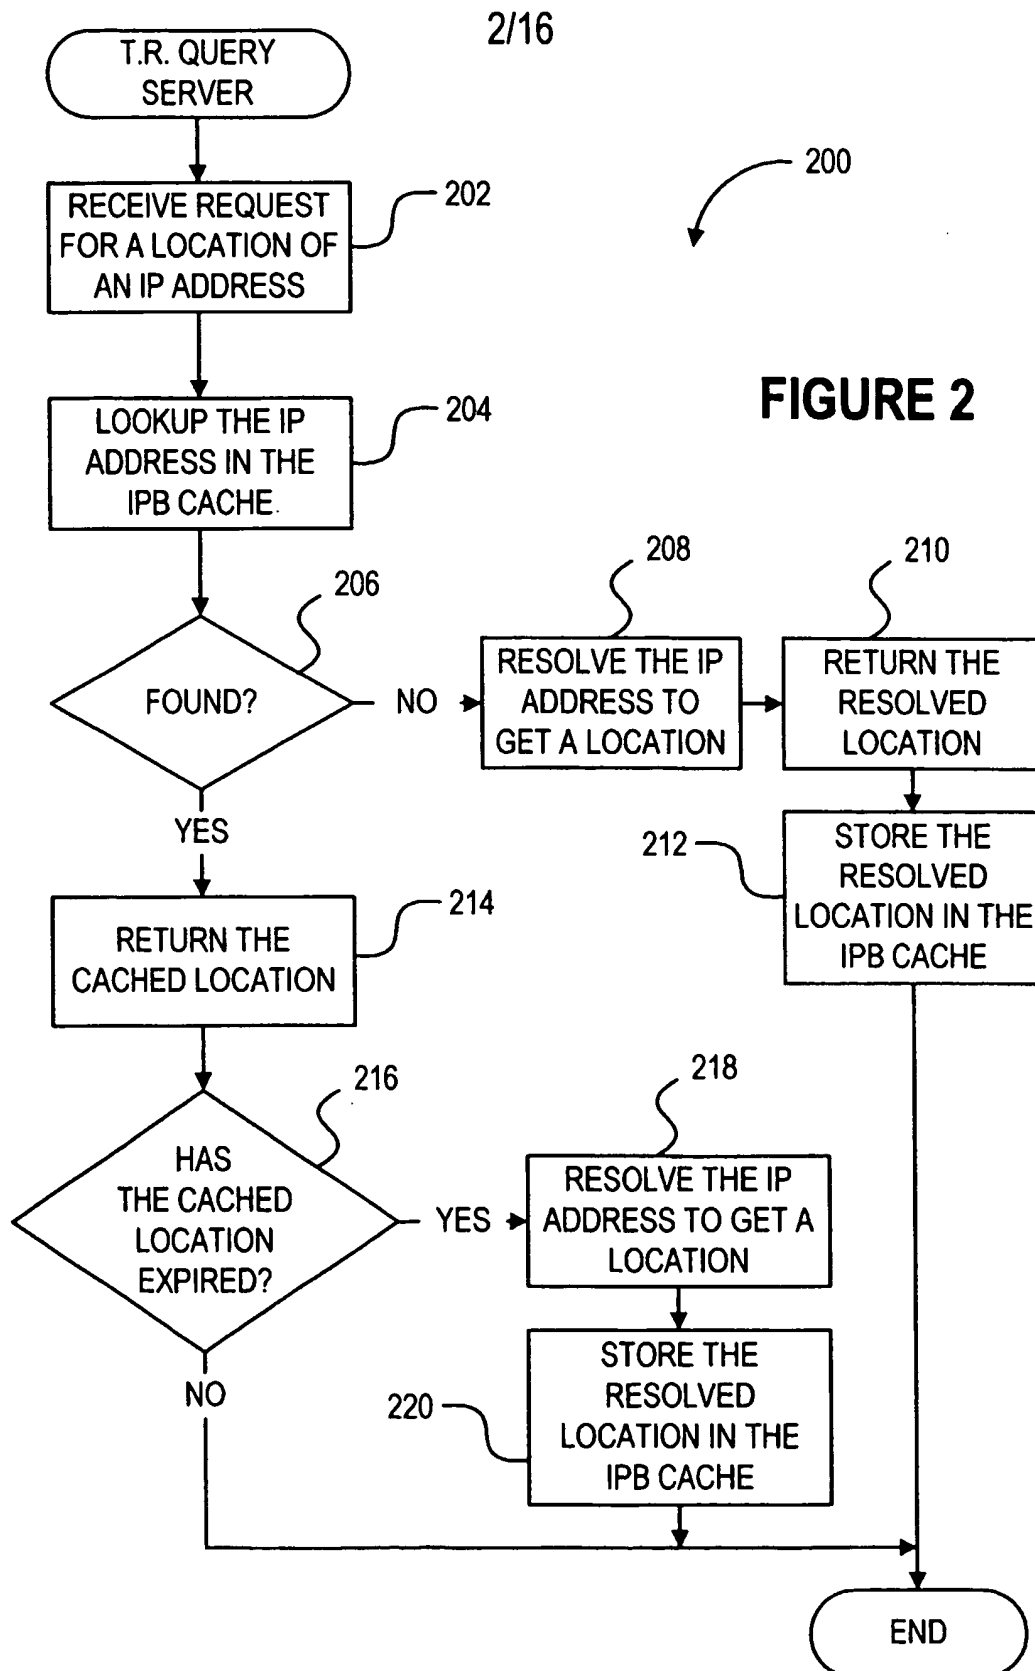 2/16
T.R. QUERY
SERVER
200
202
RECEIVE REQUEST
FOR A LOCATION OF
AN IP ADDRESS
FIGURE 2
204
LOOKUP THE IP
ADDRESS IN THE
IPB CACHE.
206
FOUND?
NO
208
RESOLVE THE IP
ADDRESS TO
GET A LOCATION
210
RETURN THE
RESOLVED
LOCATION
YES
212
STORE THE
RESOLVED
LOCATION IN THE
IPB CACHE
214
RETURN THE
CACHED LOCATION
216
HAS
THE CACHED
LOCATION
EXPIRED?
YES
218
RESOLVE THE IP
ADDRESS TO GET A
LOCATION
NO
220
STORE THE
RESOLVED
LOCATION IN THE
IPB CACHE
END